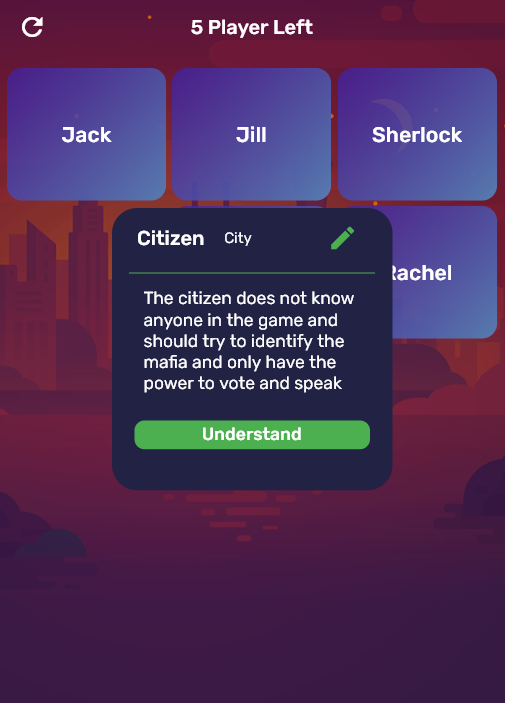 5 Player Left
Jack
Jill
Sherlock
Rachel
Citizen City
The citizen does not know
anyone in the game and
should try to identify the
mafia and only have the
power to vote and speak
Understand